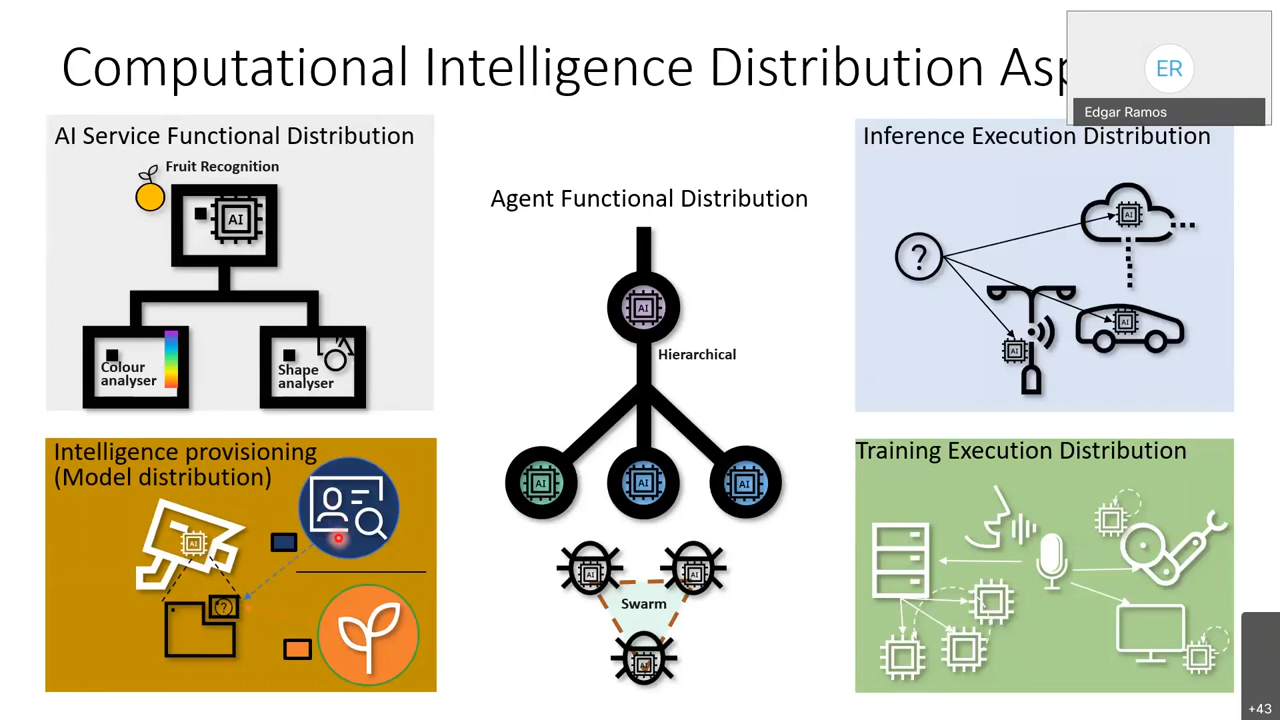 Computational Intelligence Distribution Asp
ER
Edgar Ramos
AI Service Functional Distribution
Fruit Recognition
AI
Colour
analyser
Shape
analyser
Agent Functional Distribution
AI
Hierarchical
AI
AI
AI
AI
AI
Swarm
AI
Inference Execution Distribution
AI
?
AI
AI
Intelligence provisioning
(Model distribution)
AI
?
Training Execution Distribution
+43